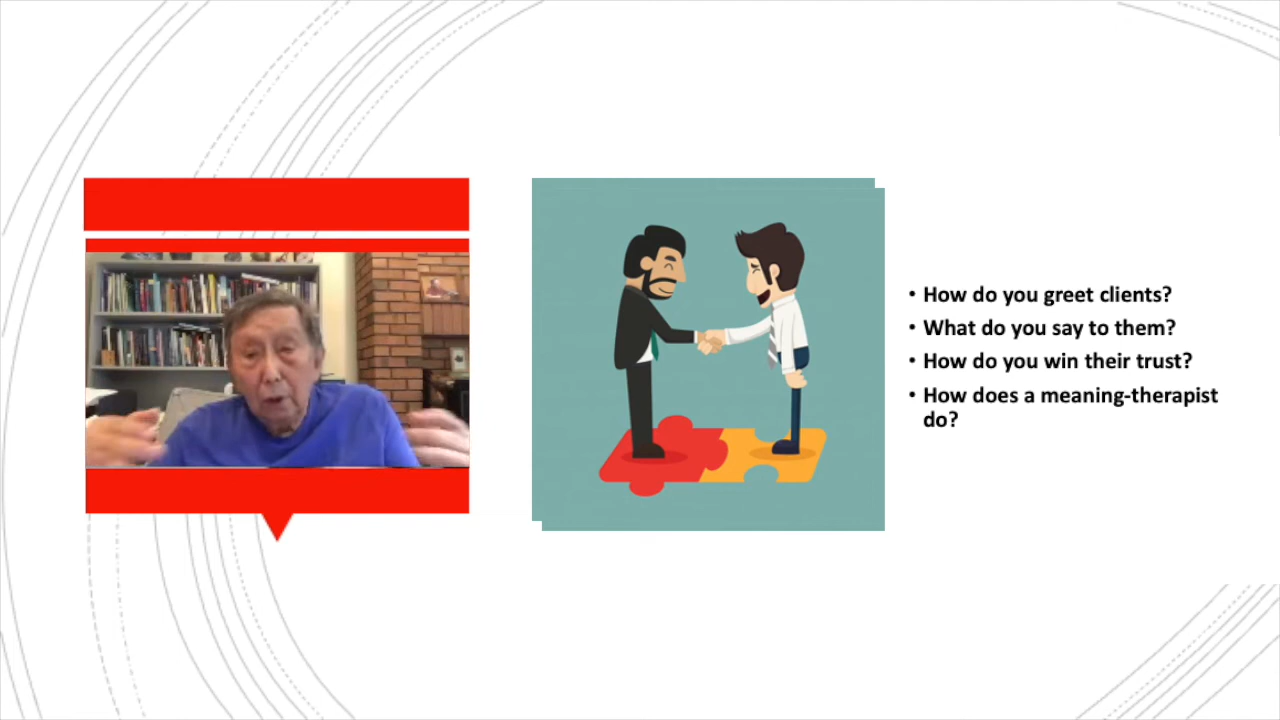 • How do you greet clients?
• What do you say to them?
• How do you win their trust?
• How does a meaning-therapist
do?